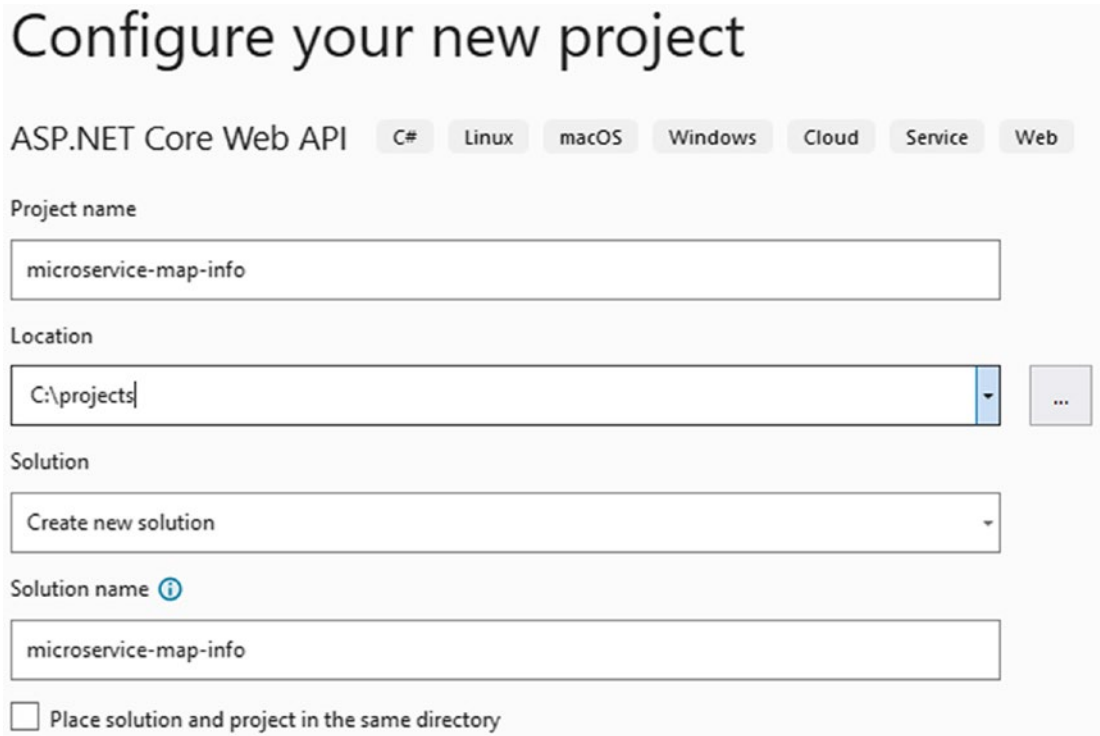 Configure your new project
ASP.NET Core Web API C# Linux macOS Windows Cloud Service Web
Project name
microservice-map-info
Location
C:\projects
...
Solution
Create new solution
Solution name
microservice-map-info
Place solution and project in the same directory